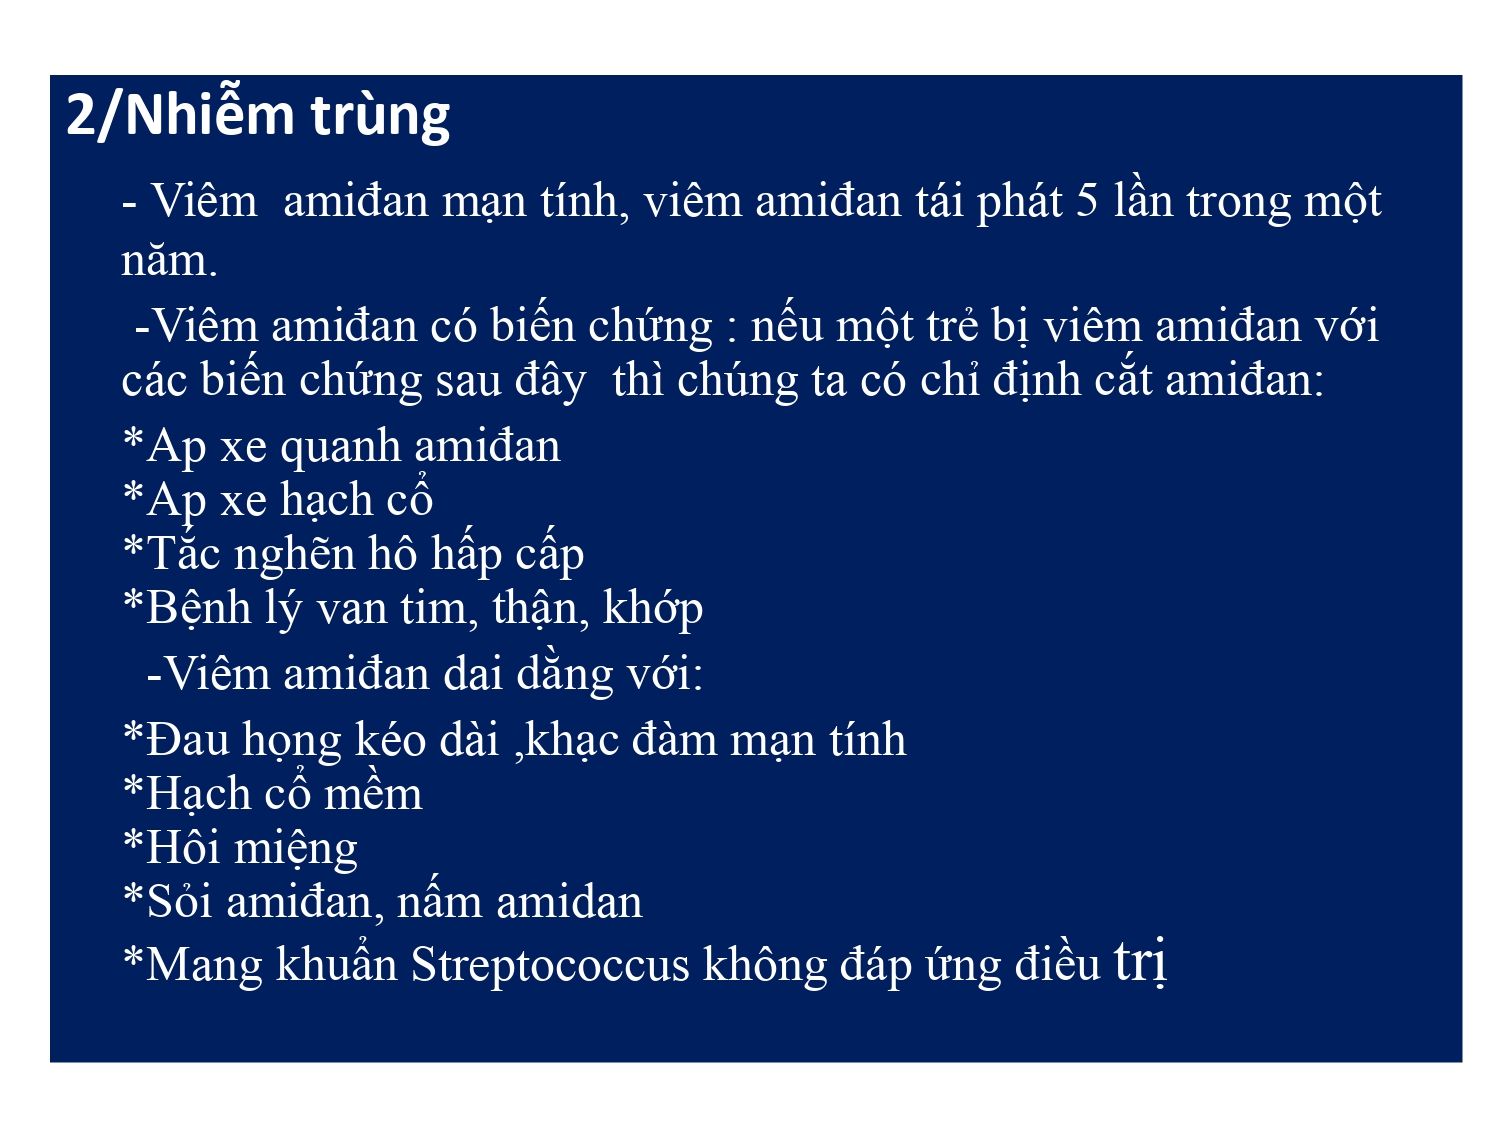 2/Nhiễm trùng
- Viêm  amiđan mạn tính, viêm amiđan tái phát 5 lần trong một
năm.
-Viêm amiđan có biến chứng : nếu một trẻ bị viêm amiđan với
các biến chứng sau đây  thì chúng ta có chỉ định cắt amiđan:
*Ap xe quanh amiđan
*Ap xe hạch cổ
*Tắc nghẽn hô hấp cấp
*Bệnh lý van tim, thận, khớp
-Viêm amiđan dai dằng với:
*Đau họng kéo dài ,khạc đàm mạn tính
*Hạch cổ mềm
*Hôi miệng
*Sỏi amiđan, nấm amidan
*Mang khuẩn Streptococcus không đáp ứng điều trị